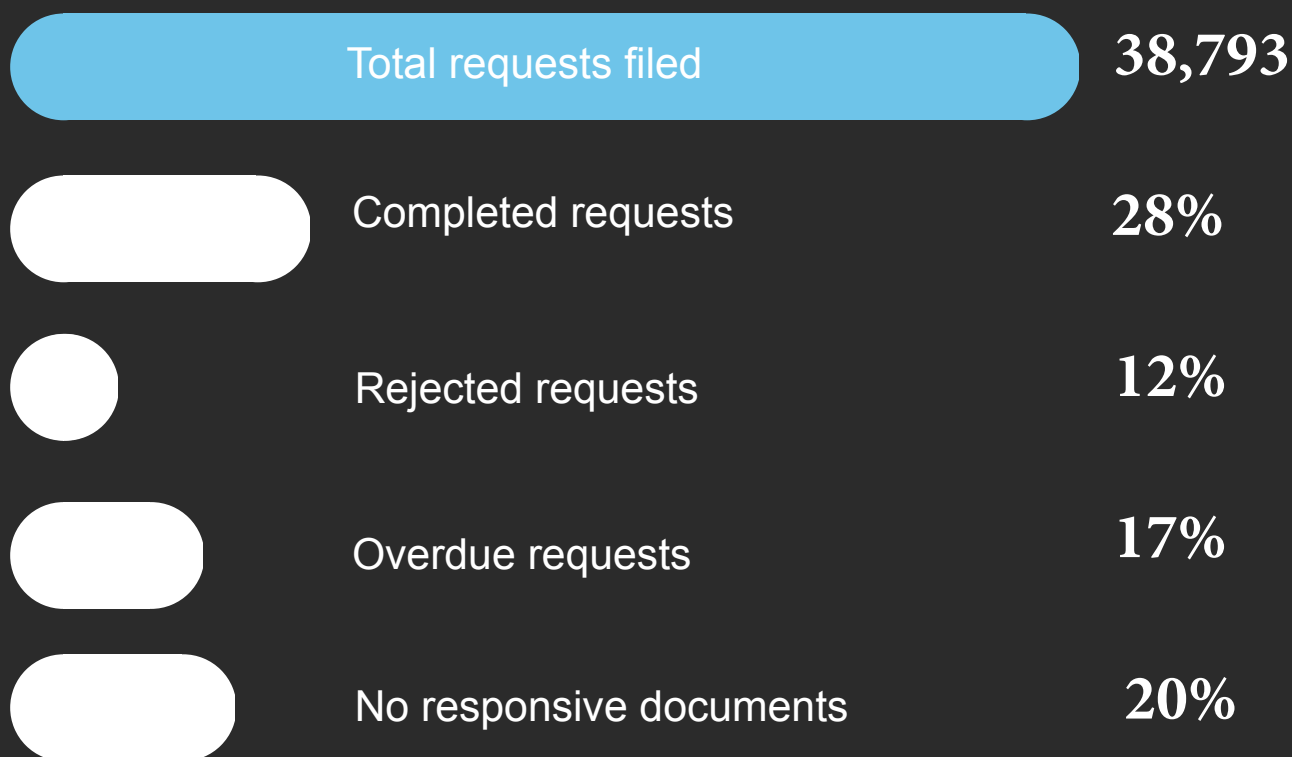 Total requests filed 38,793
Completed requests 28%
Rejected requests 12%
Overdue requests 17%
No responsive documents 20%